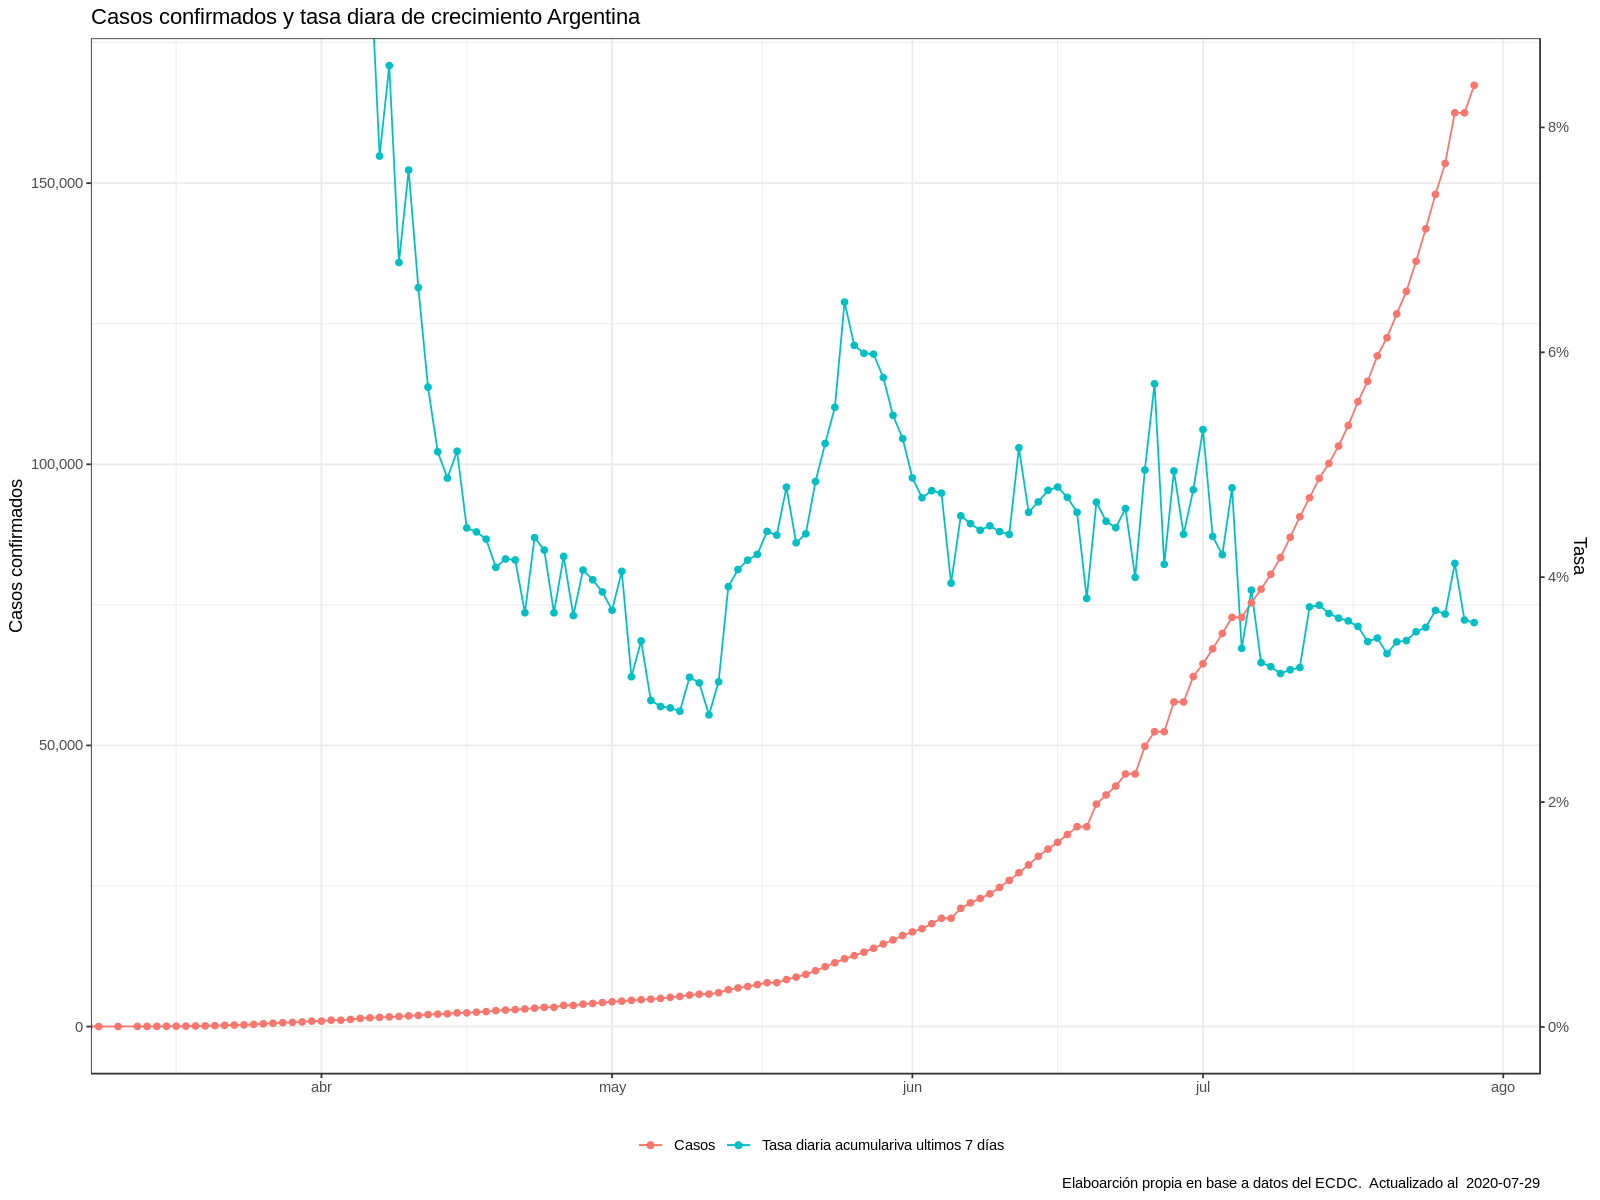 Casos confirmados y tasa diara de crecimiento Argentina
Casos confirmados
150,000
100,000
50,000
0
8%
6%
4%
2%
0%
Tasa
abr
may
jun
jul
ago
Casos
Tasa diaria acumulariva ultimos 7 días
Elaboarción propia en base a datos del ECDC.  Actualizado al  2020-07-29